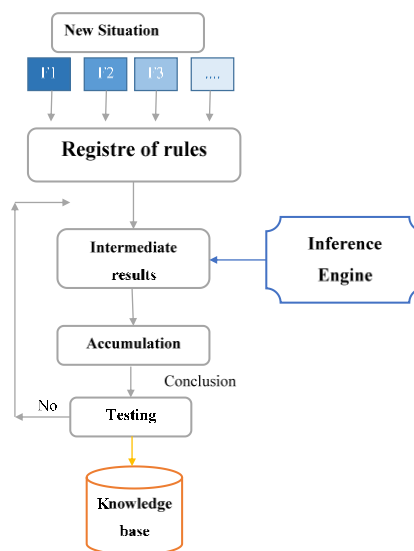 New Situation
F1 F2 F3 ....
Registre of rules
Intermediate
results
Inference
Engine
Accumulation
Conclusion
No
Testing
Knowledge
base